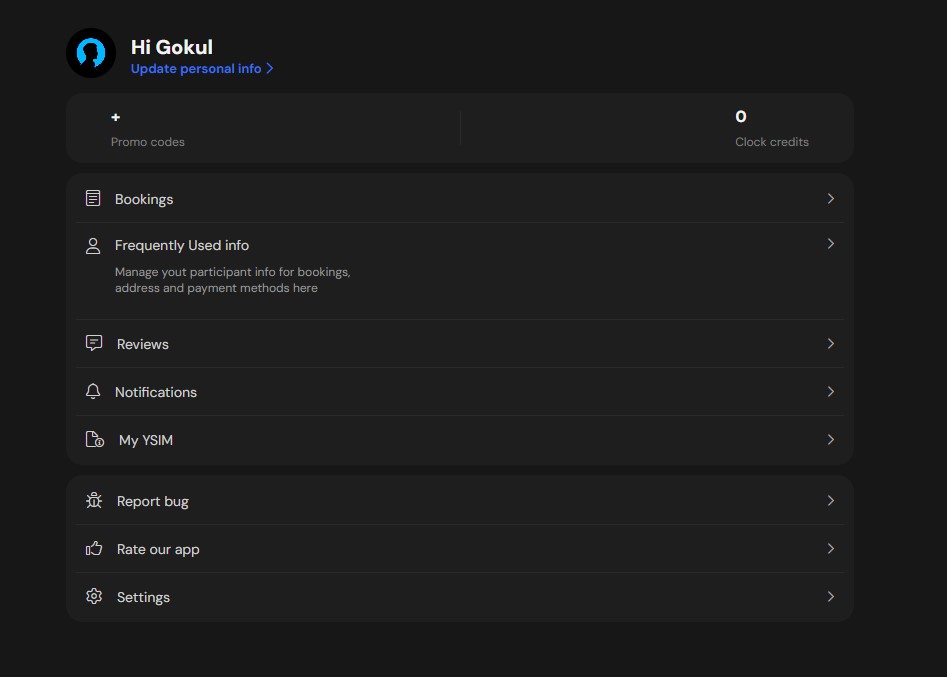 Hi Gokul
Update personal info
+
Promo codes
0
Clock credits
Bookings
Frequently Used info
Manage yout participant info for bookings,
address and payment methods here
Reviews
Notifications
My YSIM
Report bug
Rate our app
Settings